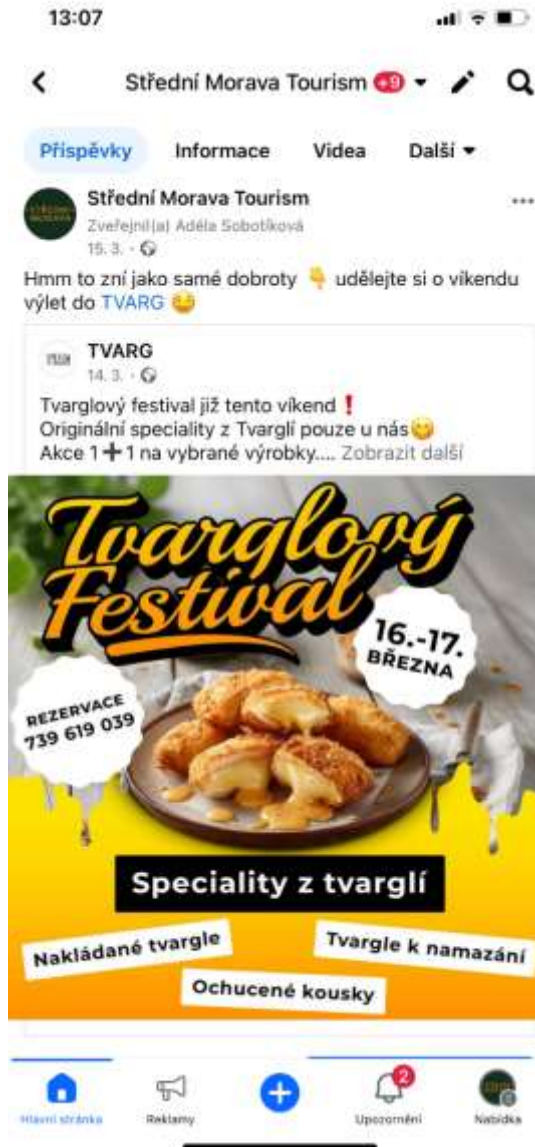 13:07
Střední Morava Tourism +9
Příspěvky Informace Videa Další
Střední Morava Tourism
Zveřejnil(a) Adéla Sobotíková
15. 3. ·
Hmm to zní jako samé dobroty 👇 udělejte si o víkendu
výlet do TVARG 😋
TVARG
14. 3. ·
Tvarglový festival již tento víkend❗
Originální speciality z Tvarglí pouze u nás😋
Akce 1➕1 na vybrané výrobky.... Zobrazit další
Tvarglový
Festival
16.-17.
BŘEZNA
REZERVACE
739 619 039
Speciality z tvarglí
Nakládané tvargle
Tvargle k namazání
Ochucené kousky
2
Hlavní stránka Reklamy Upozornění Nabídka